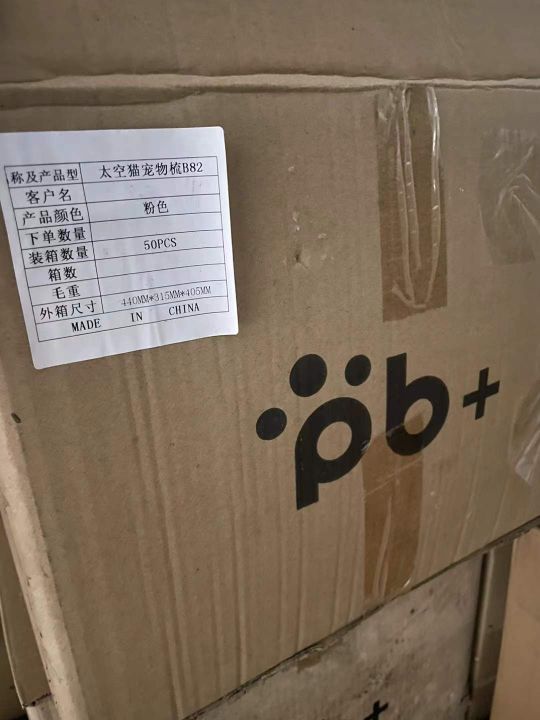 称及产品型 太空猫宠物梳B82
客户名
产品颜色 粉色
下单数量
装箱数量 50PCS
箱数
毛重
外箱尺寸 440MM*315MM*405MM
MADE IN CHINA
pb+